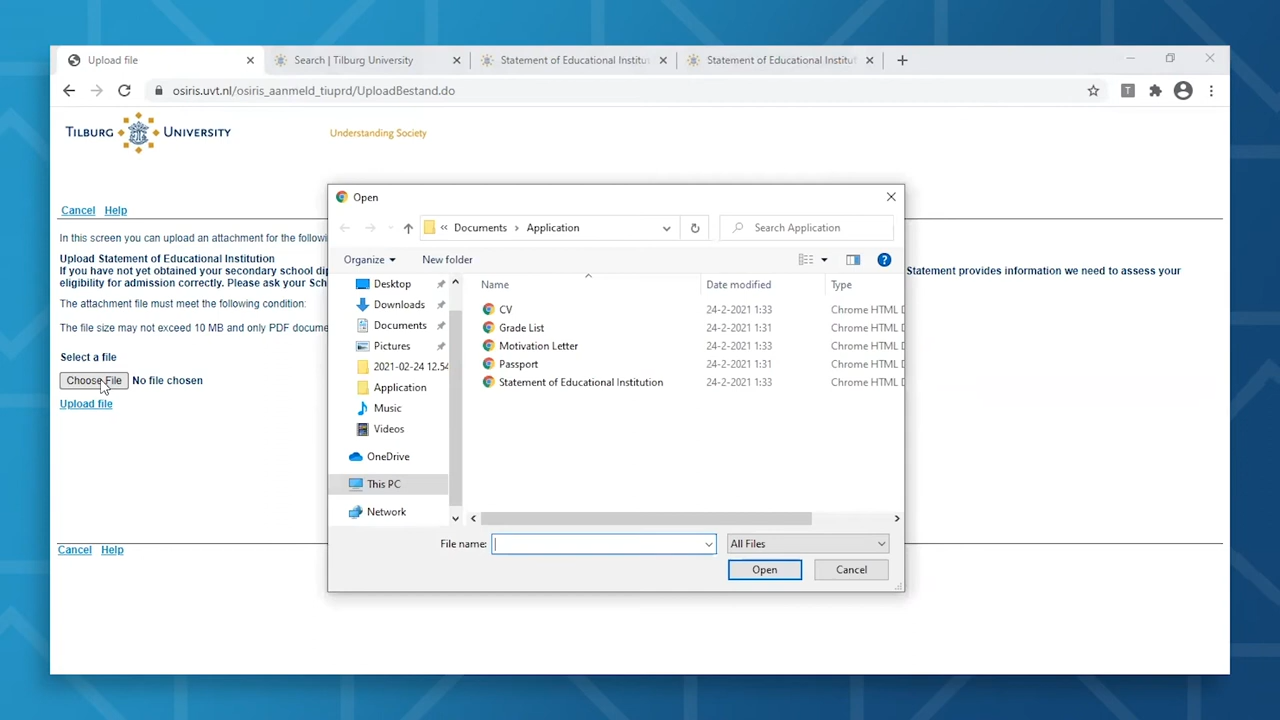 Upload file
Search | Tilburg University
Statement of Educational Institu
Statement of Educational Institut
osiris.uvt.nl/osiris_aanmeld_tiuprd/UploadBestand.do
T
TILBURG UNIVERSITY
Understanding Society
Cancel Help
In this screen you can upload an attachment for the followi
Upload Statement of Educational Institution
If you have not yet obtained your secondary school dip
Statement provides information we need to assess your
eligibility for admission correctly. Please ask your Sch
The attachment file must meet the following condition:
The file size may not exceed 10 MB and only PDF docume
Select a file
Choose File No file chosen
Upload file
Cancel Help
Open
« Documents > Application
Search Application
Organize
New folder
?
Desktop
Downloads
Documents
Pictures
2021-02-24 12.54
Application
Music
Videos
OneDrive
This PC
Network
Name Date modified Type
CV 24-2-2021 1:33 Chrome HTML D
Grade List 24-2-2021 1:31 Chrome HTML D
Motivation Letter 24-2-2021 1:33 Chrome HTML D
Passport 24-2-2021 1:31 Chrome HTML D
Statement of Educational Institution 24-2-2021 1:33 Chrome HTML D
File name:
All Files
Open Cancel